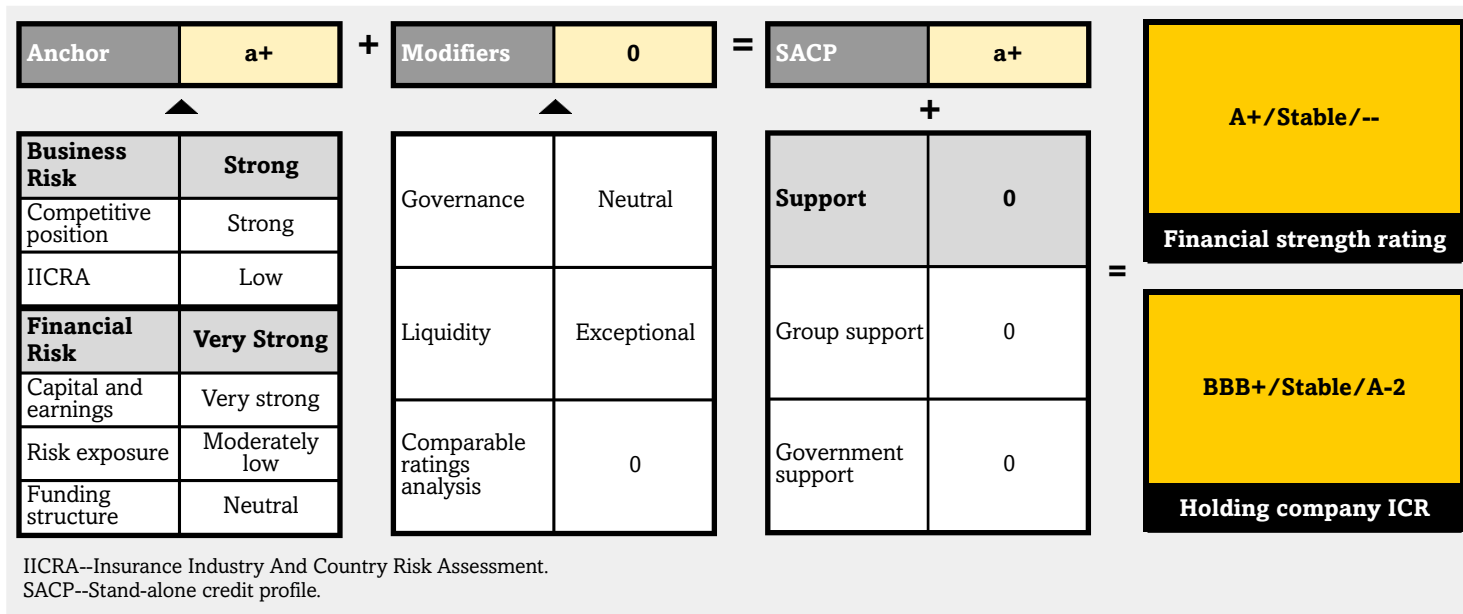 Anchor a+ + Modifiers 0 = SACP a+
+
Business
Risk
Strong
Competitive
position
Strong
IICRA Low
Financial
Risk
Very Strong
Capital and
earnings
Very strong
Risk exposure
Moderately
low
Funding
structure
Neutral
Governance Neutral
Liquidity Exceptional
Comparable
ratings
analysis
0
Support 0
Group support 0
Government
support
0
=
A+/Stable/--
Financial strength rating
BBB+/Stable/A-2
Holding company ICR
IICRA--Insurance Industry And Country Risk Assessment.
SACP--Stand-alone credit profile.